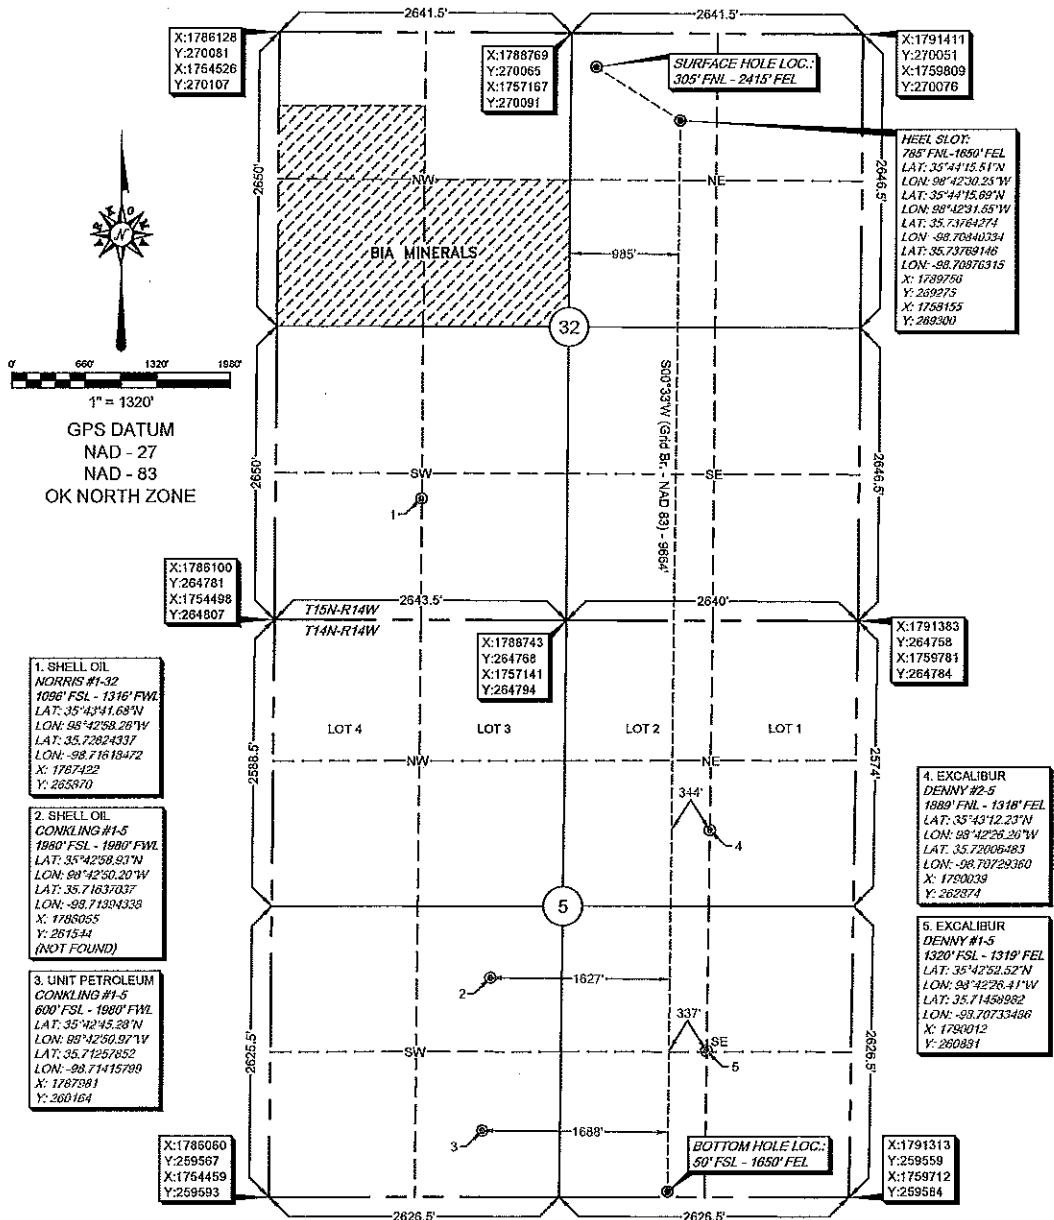 2641.5'
2641.5'
X:1786128
Y:270081
X:1754526
Y:270107
X:1788769
Y:270065
X:1757167
Y:270091
SURFACE HOLE LOC.:
305' FNL - 2415' FEL
X:1791411
Y:270051
X:1759809
Y:270076
HEEL SLOT:
785' FNL-1650' FEL
LAT: 35°44'15.51"N
LON: 98°42'30.25"W
LAT: 35°44'15.69"N
LON: 98°42'31.55"W
LAT: 35.73764274
LON: -98.70840334
LAT: 35.73769146
LON: -98.70876315
X: 1789756
Y: 269275
X: 1758155
Y: 269300
2650'
NW
NE
2646.5'
BIA MINERALS
985'
N
32
0'
660'
1320'
1980'
1" = 1320'
GPS DATUM
NAD - 27
NAD - 83
OK NORTH ZONE
S00°33'W (Grid Br. - NAD 83) - 9664'
2650'
SW
SE
2646.5'
1
X:1786100
Y:264781
X:1754498
Y:264807
T15N-R14W
T14N-R14W
2643.5'
2640'
X:1788743
Y:264768
X:1757141
Y:264794
X:1791383
Y:264758
X:1759781
Y:264784
1. SHELL OIL
NORRIS #1-32
1096' FSL - 1316' FWL
LAT: 35°43'41.68"N
LON: 98°42'58.26"W
LAT: 35.72824337
LON: -98.71618472
X: 1787422
Y: 265870
LOT 4
LOT 3
LOT 2
LOT 1
2588.5'
NW
NE
2574'
344'
4
2. SHELL OIL
CONKLING #1-5
1980' FSL - 1980' FWL
LAT: 35°42'58.93"N
LON: 98°42'50.20"W
LAT: 35.71637037
LON: -98.71394338
X: 1788055
Y: 261544
(NOT FOUND)
4. EXCALIBUR
DENNY #2-5
1889' FNL - 1318' FEL
LAT: 35°43'12.23"N
LON: 98°42'26.26"W
LAT: 35.72006483
LON: -98.70729360
X: 1790039
Y: 262874
5
5. EXCALIBUR
DENNY #1-5
1320' FSL - 1319' FEL
LAT: 35°42'52.52"N
LON: 98°42'26.41"W
LAT: 35.71458982
LON: -98.70733486
X: 1790012
Y: 260881
3. UNIT PETROLEUM
CONKLING #1-5
600' FSL - 1980' FWL
LAT: 35°42'45.28"N
LON: 98°42'50.97"W
LAT: 35.71257852
LON: -98.71415799
X: 1787981
Y: 260164
2
1627'
337'
2625.5'
SW
SE
2626.5'
5
3
1688'
BOTTOM HOLE LOC.:
50' FSL - 1650' FEL
X:1786060
Y:259567
X:1754459
Y:259593
X:1791313
Y:259559
X:1759712
Y:259584
2626.5'
2626.5'